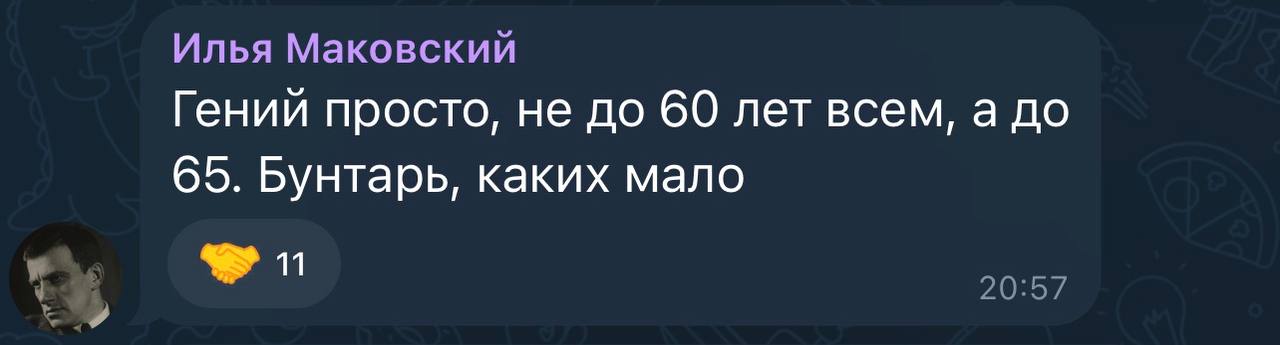 Илья Маковский
Гений просто, не до 60 лет всем, а до
65. Бунтарь, каких мало
🤝 11
20:57